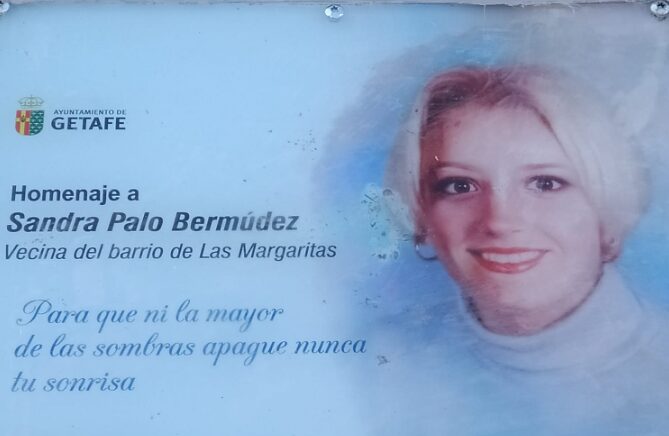 AYUNTAMIENTO DE
GETAFE
Homenaje a
Sandra Palo Bermúdez
Vecina del barrio de Las Margaritas
Para que ni la mayor
de las sombras apague nunca
tu sonrisa